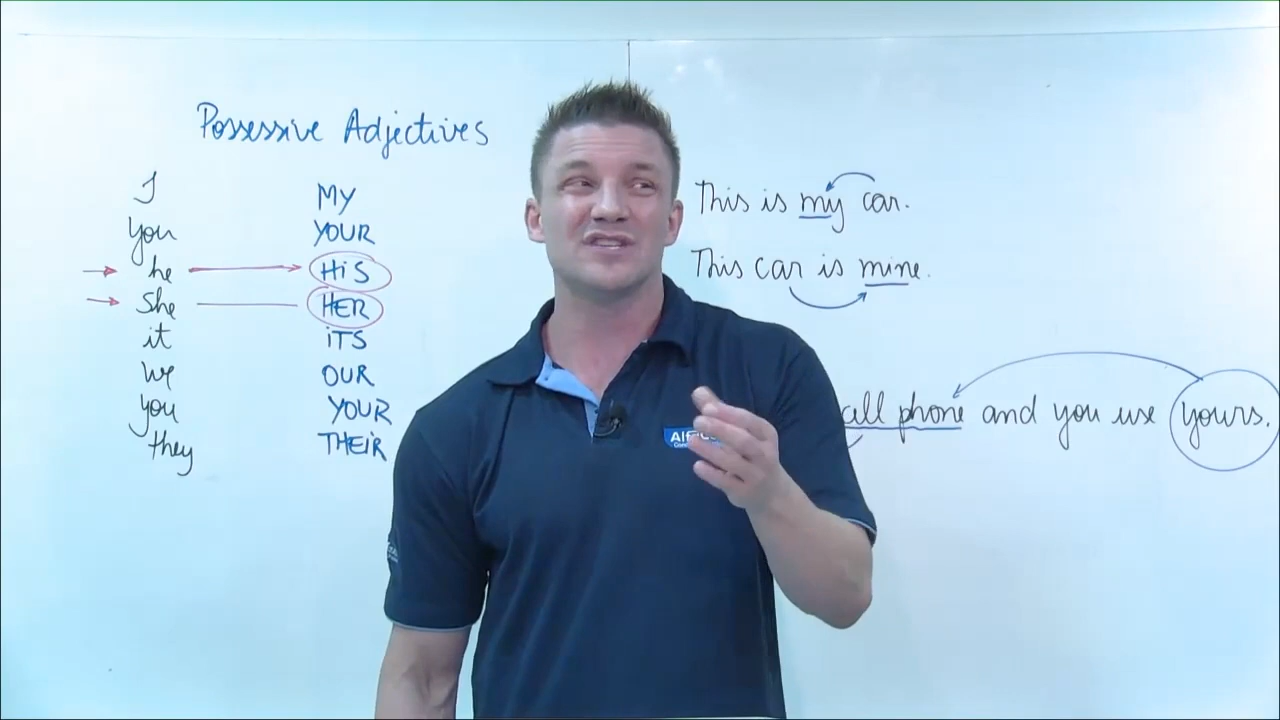 Possessive Adjectives
I MY
you YOUR
he HiS
she HER
it iTS
we OUR
you YOUR
they THEiR
This is my car.
This car is mine.
cell phone and you use yours.